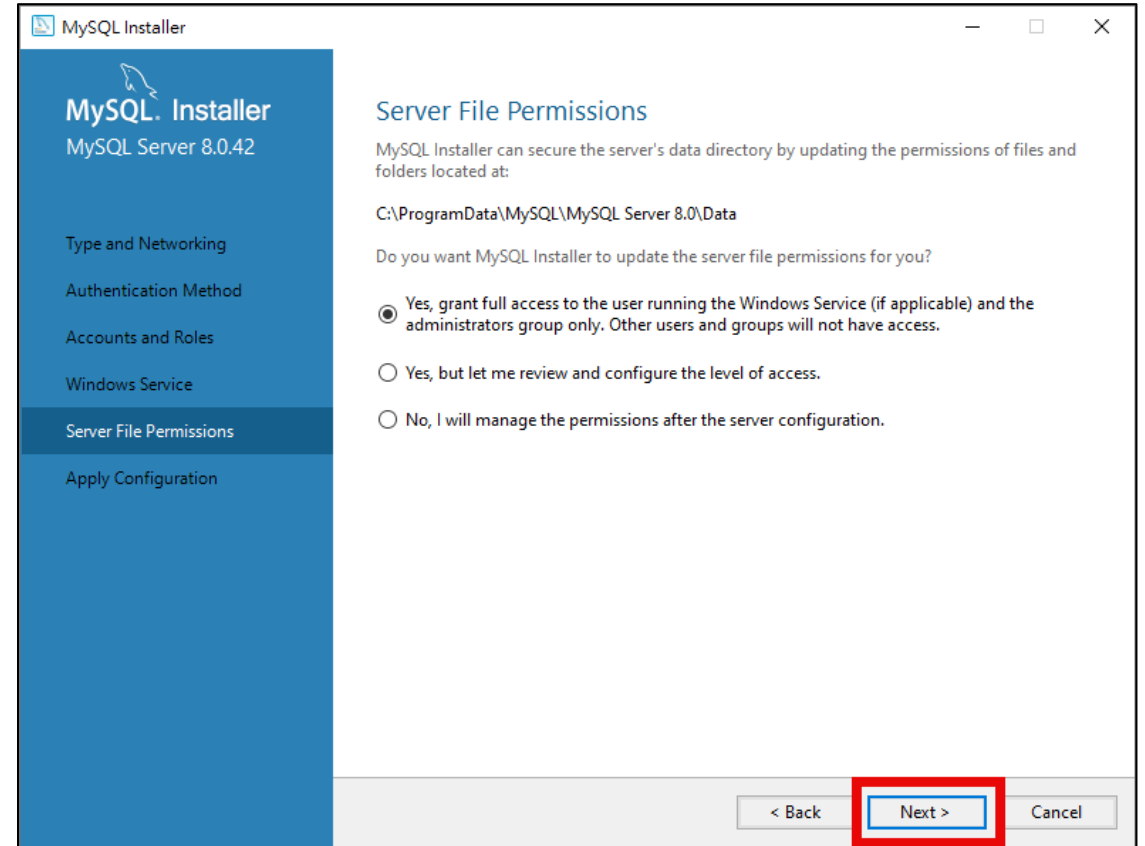 MySQL Installer
MySQL. Installer
MySQL Server 8.0.42
Type and Networking
Authentication Method
Accounts and Roles
Windows Service
Server File Permissions
Apply Configuration
Server File Permissions
MySQL Installer can secure the server's data directory by updating the permissions of files and
folders located at:
C:\ProgramData\MySQL\MySQL Server 8.0\Data
Do you want MySQL Installer to update the server file permissions for you?
Yes, grant full access to the user running the Windows Service (if applicable) and the
administrators group only. Other users and groups will not have access.
Yes, but let me review and configure the level of access.
No, I will manage the permissions after the server configuration.
< Back
Next >
Cancel